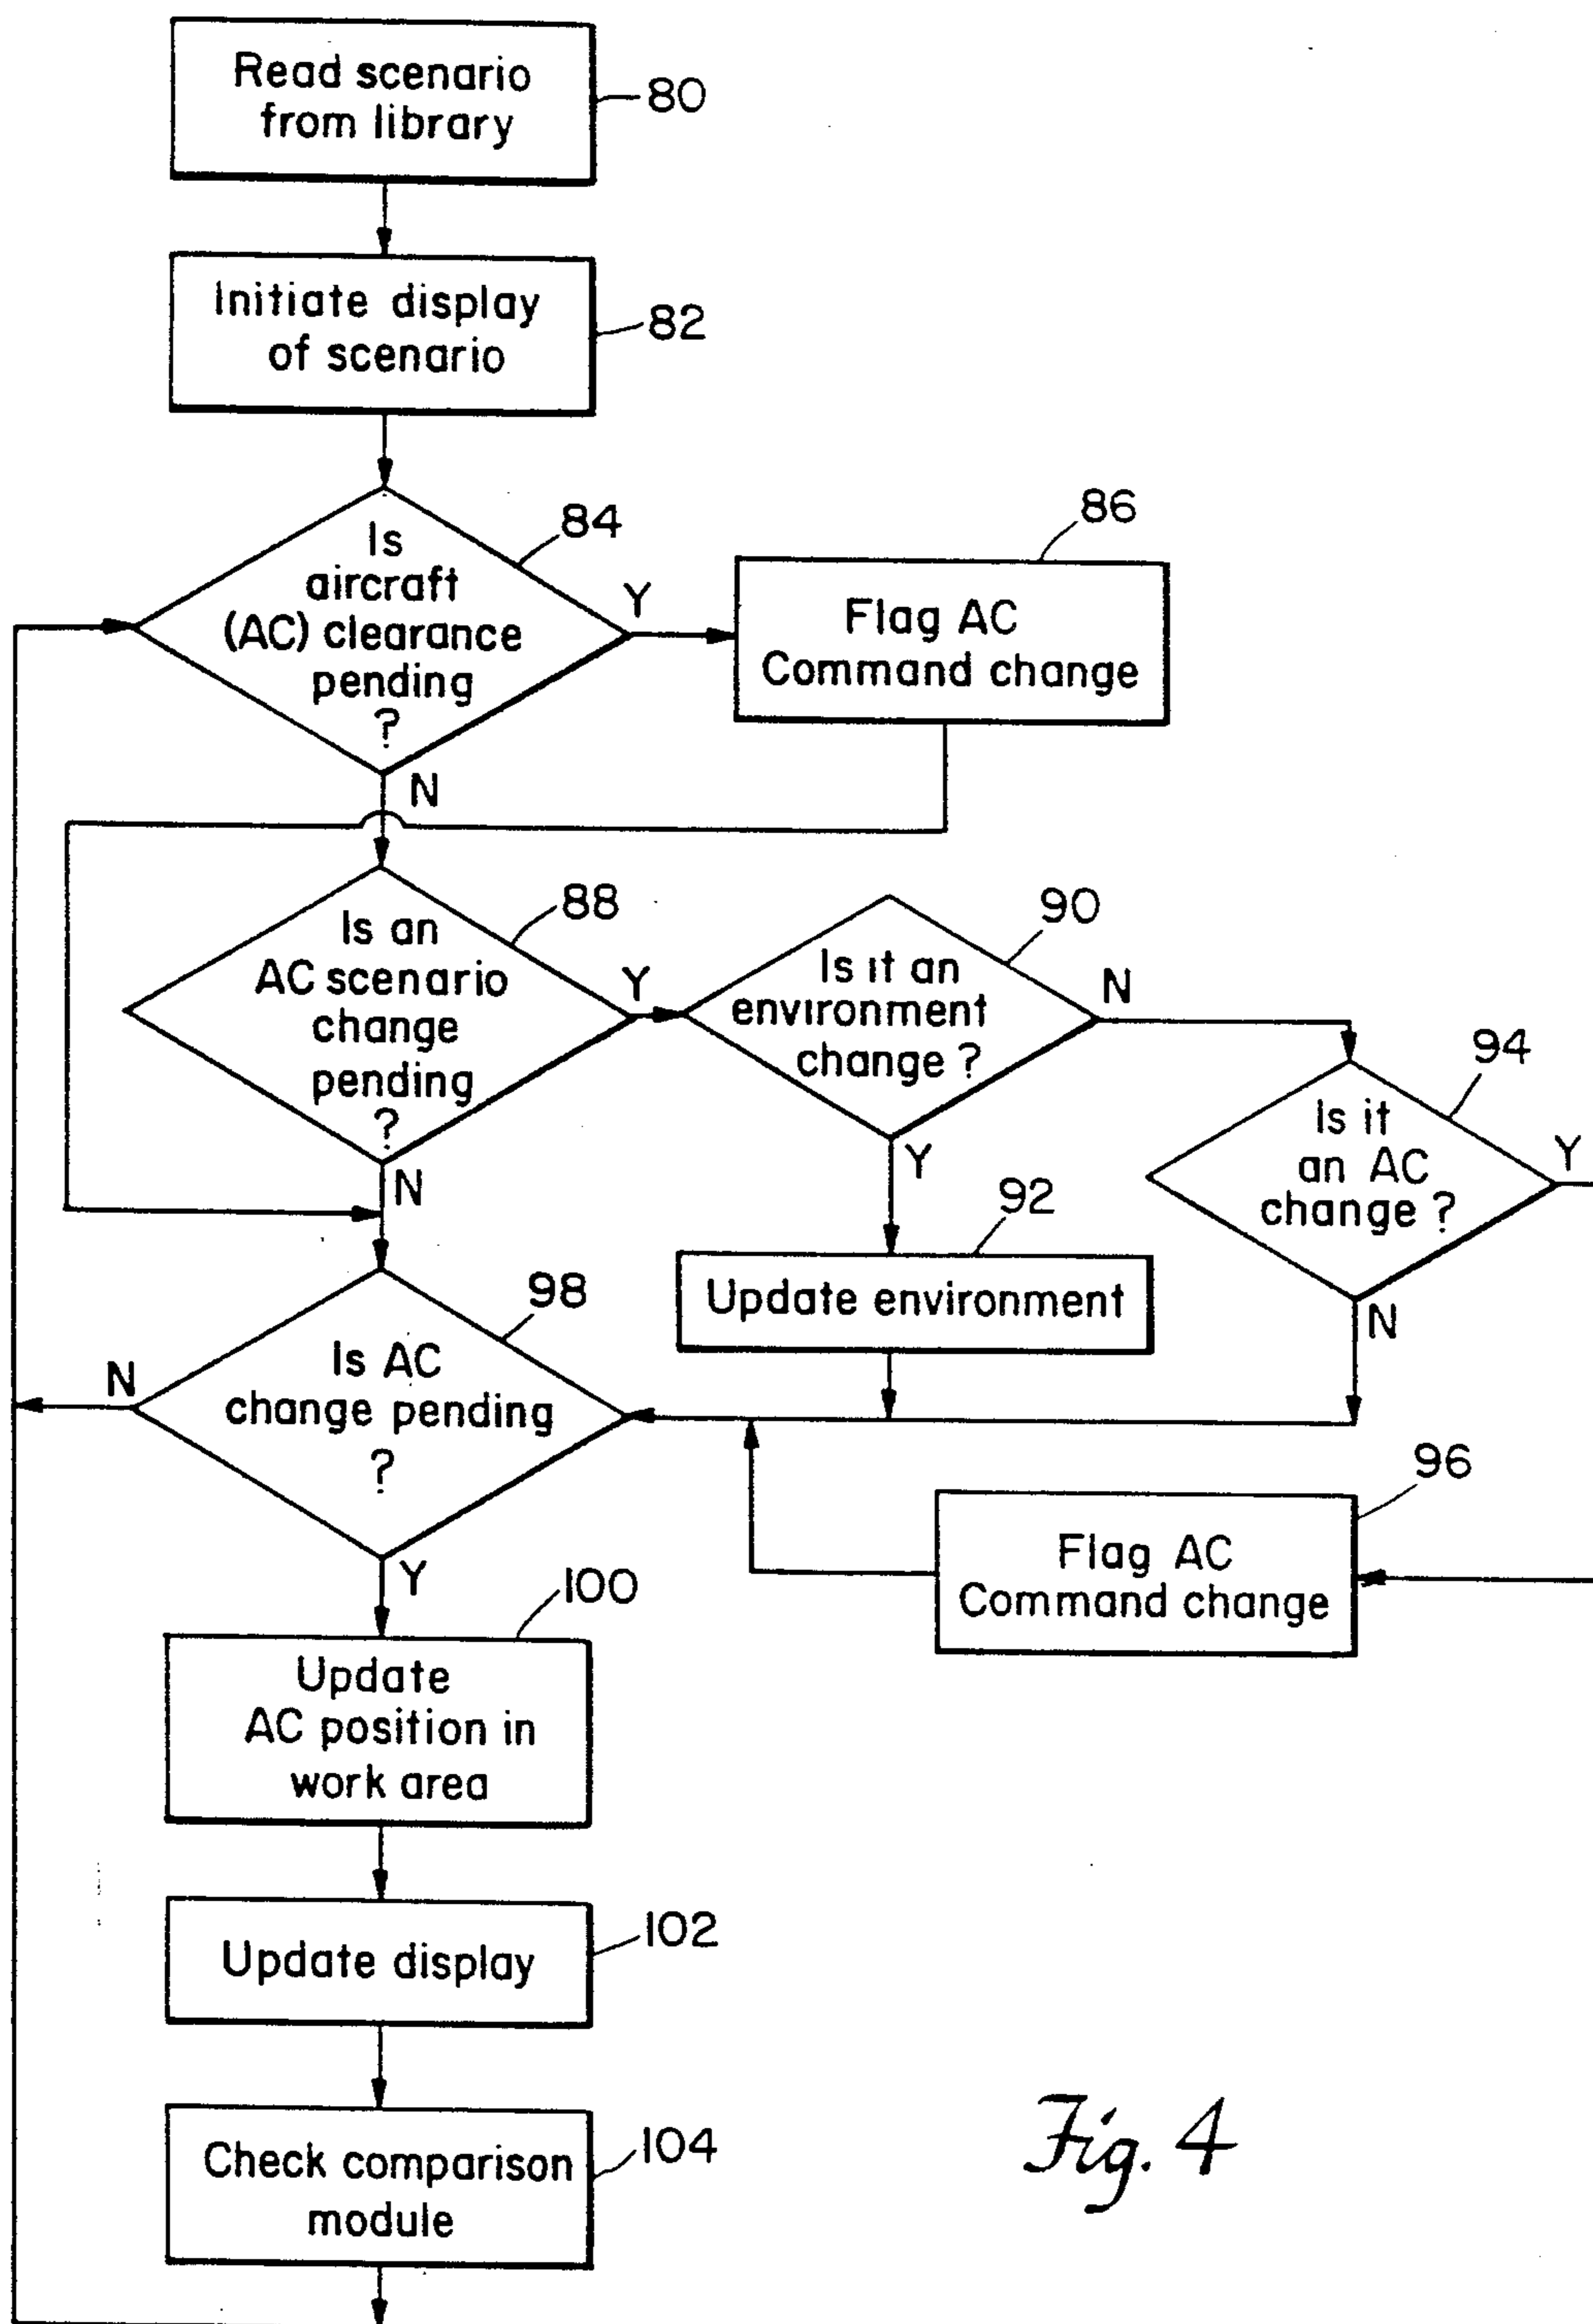 Read scenario
from library
80
Initiate display
of scenario
82
Is
aircraft
(AC) clearance
pending
?
84
Y
N
Flag AC
Command change
86
Is an
AC scenario
change
pending
?
88
Y
N
Is it an
environment
change ?
90
N
Y
Is it
an AC
change ?
94
Y
N
Update environment
92
Is AC
change pending
?
98
N
Y
Flag AC
Command change
96
Update
AC position in
work area
100
Update display
102
Check comparison
module
104
Fig. 4